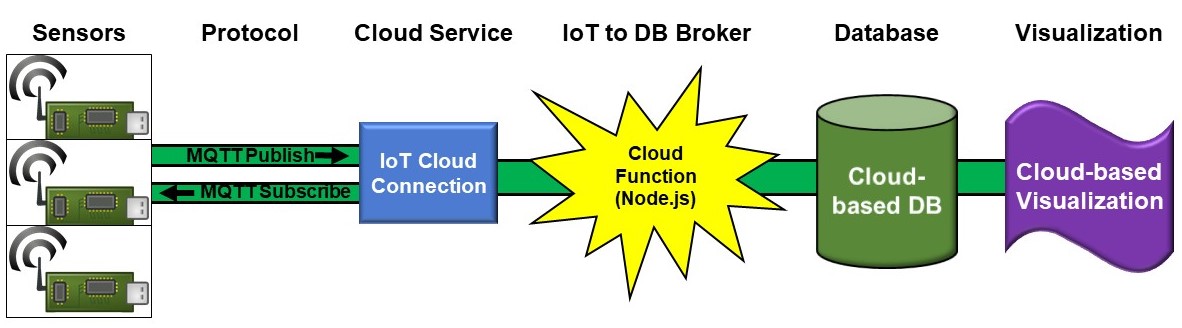 Sensors Protocol Cloud Service IoT to DB Broker Database Visualization
MQTT Publish
MQTT Subscribe
IoT Cloud
Connection
Cloud
Function
(Node.js)
Cloud-
based DB
Cloud-based
Visualization